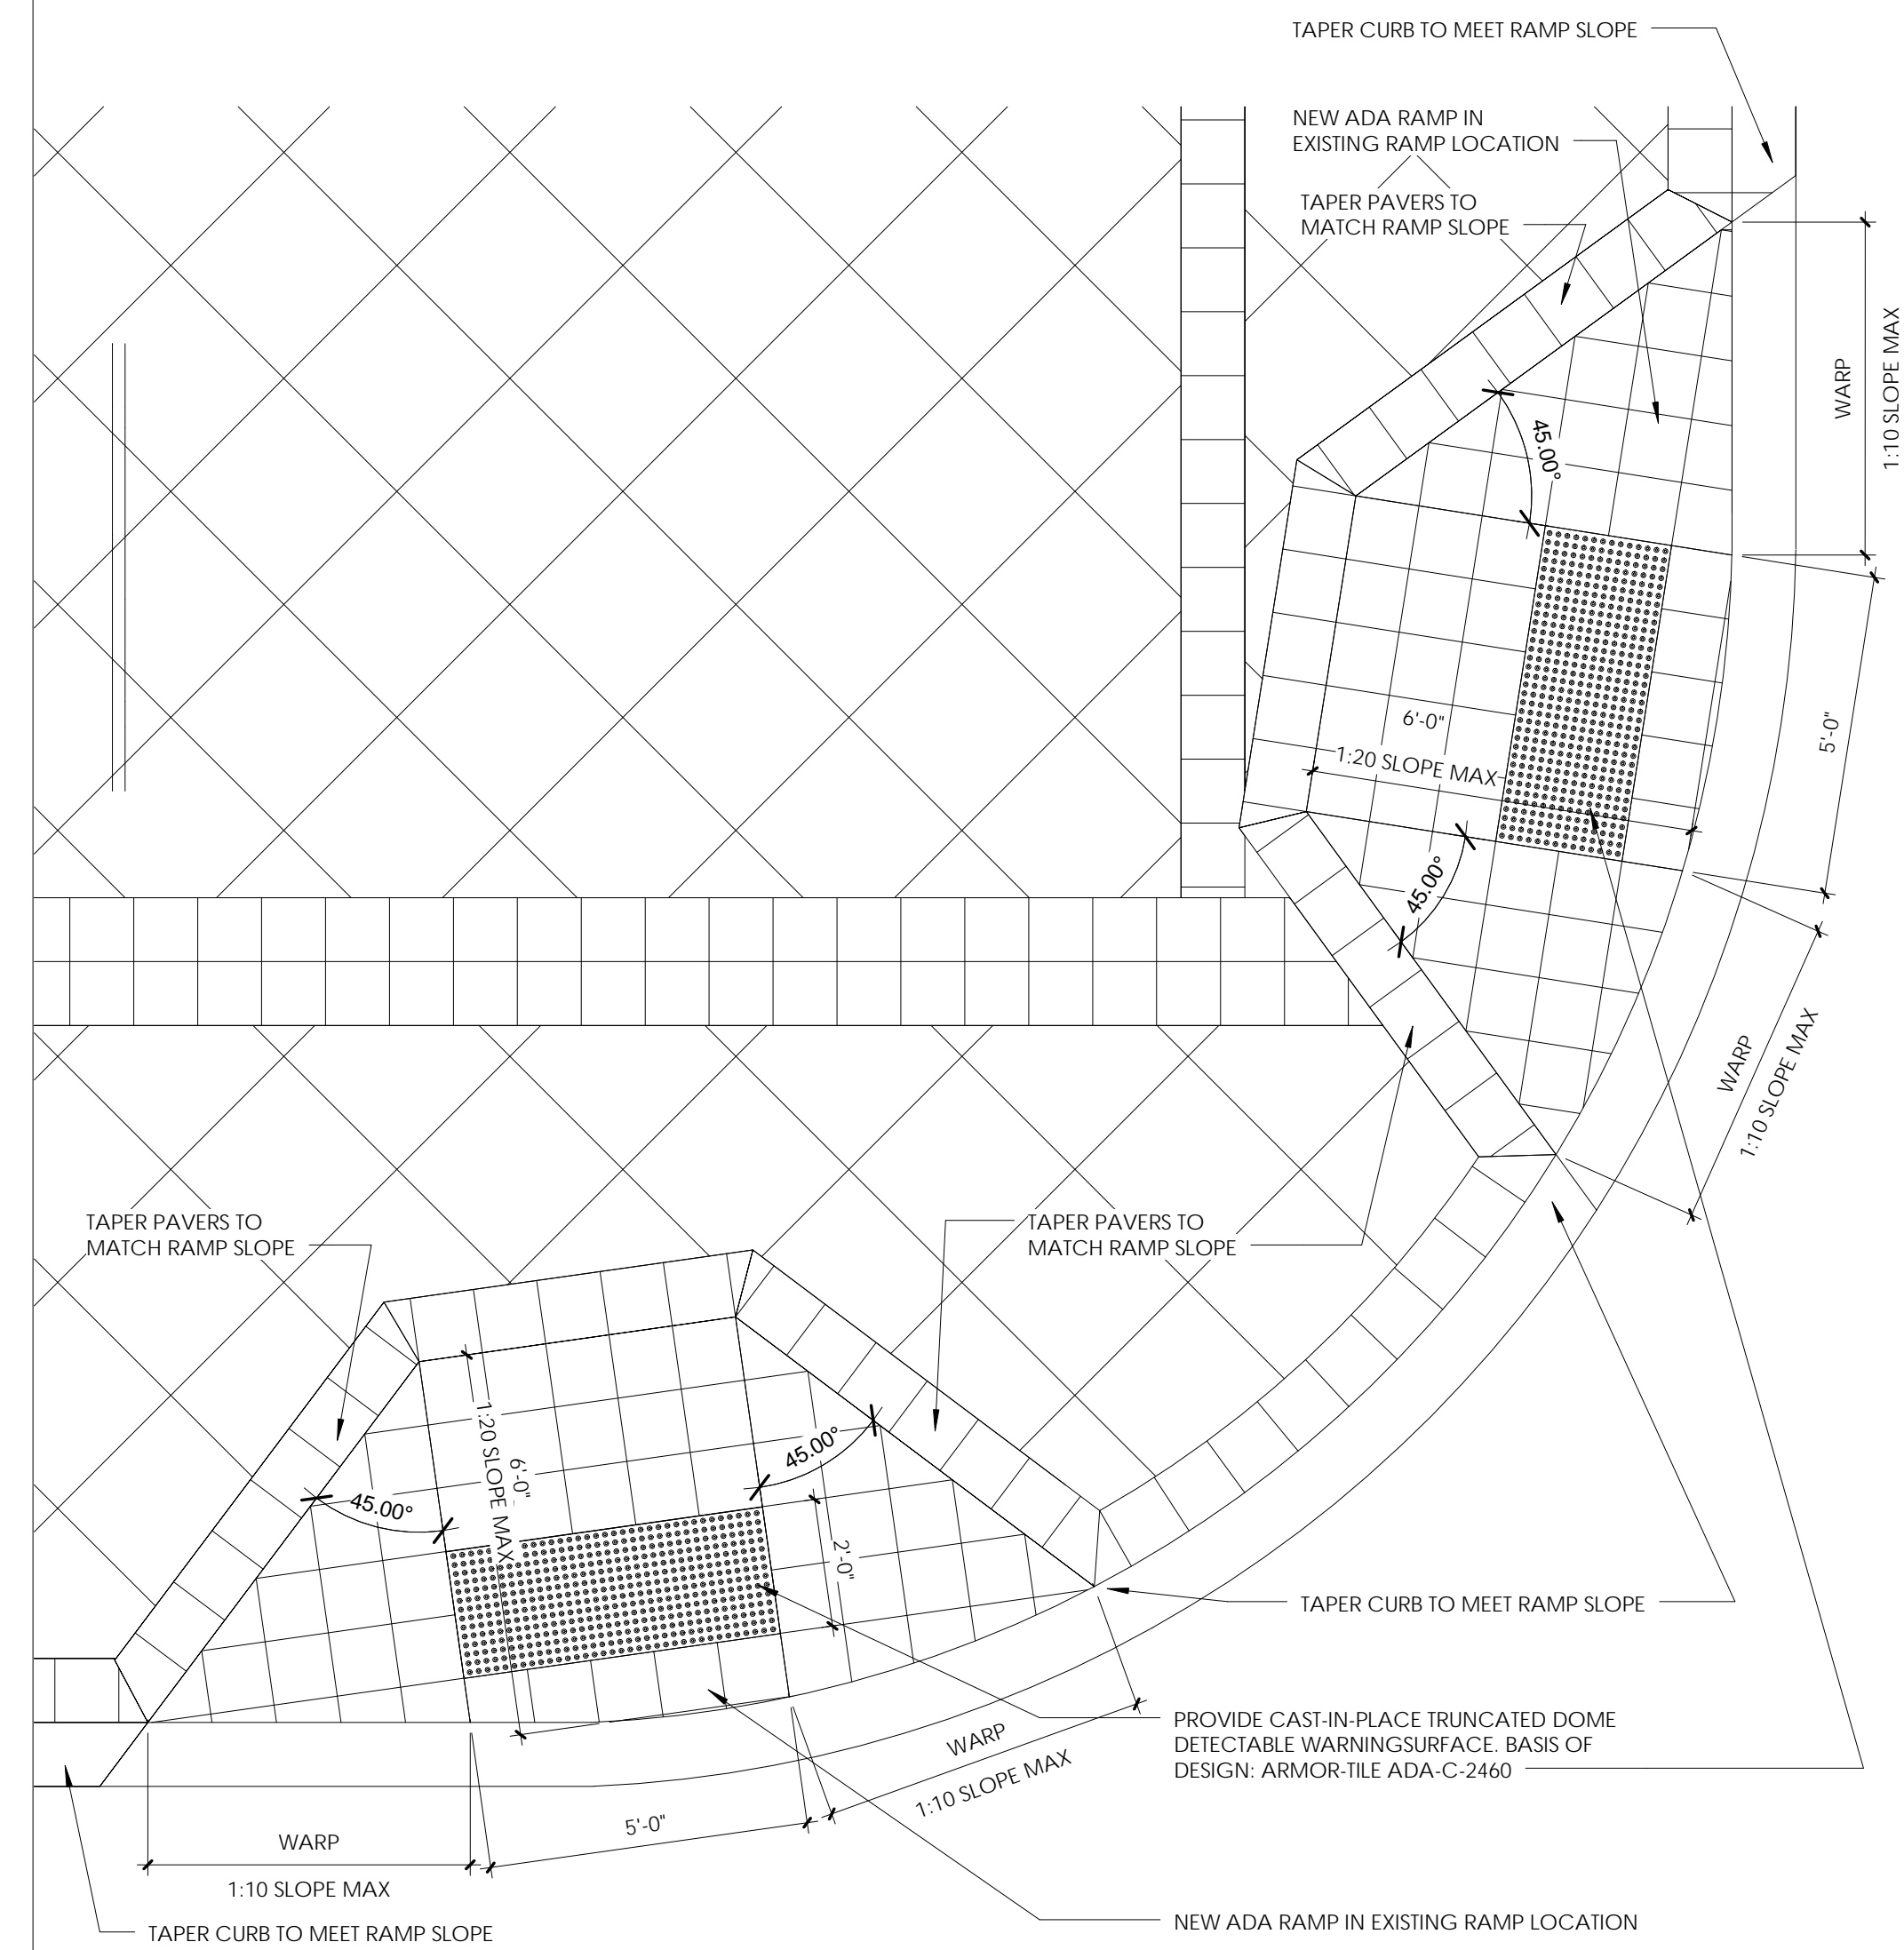 TAPER CURB TO MEET RAMP SLOPE
NEW ADA RAMP IN
EXISTING RAMP LOCATION
TAPER PAVERS TO
MATCH RAMP SLOPE
WARP
1:10 SLOPE MAX
45.00°
6'-0"
1:20 SLOPE MAX
5'-0"
45.00°
WARP
1:10 SLOPE MAX
TAPER PAVERS TO
MATCH RAMP SLOPE
TAPER PAVERS TO
MATCH RAMP SLOPE
45.00°
6'-0"
1:20 SLOPE MAX
45.00°
2'-0"
TAPER CURB TO MEET RAMP SLOPE
PROVIDE CAST-IN-PLACE TRUNCATED DOME
DETECTABLE WARNINGSURFACE. BASIS OF
DESIGN: ARMOR-TILE ADA-C-2460
WARP
1:10 SLOPE MAX
5'-0"
WARP
1:10 SLOPE MAX
NEW ADA RAMP IN EXISTING RAMP LOCATION
TAPER CURB TO MEET RAMP SLOPE